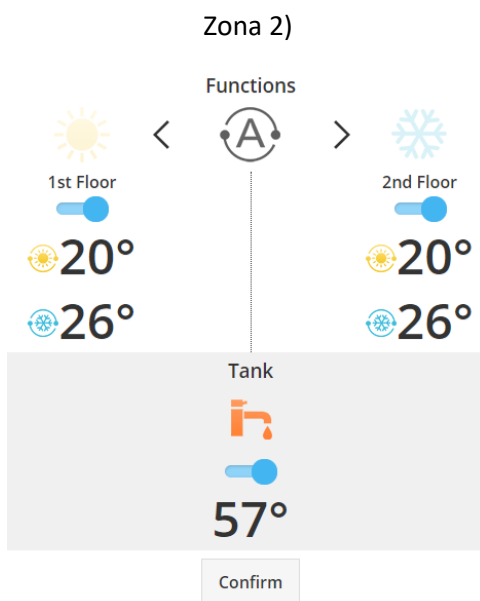 Zona 2)
Functions
A
1st Floor
2nd Floor
20°
20°
26°
26°
Tank
57°
Confirm